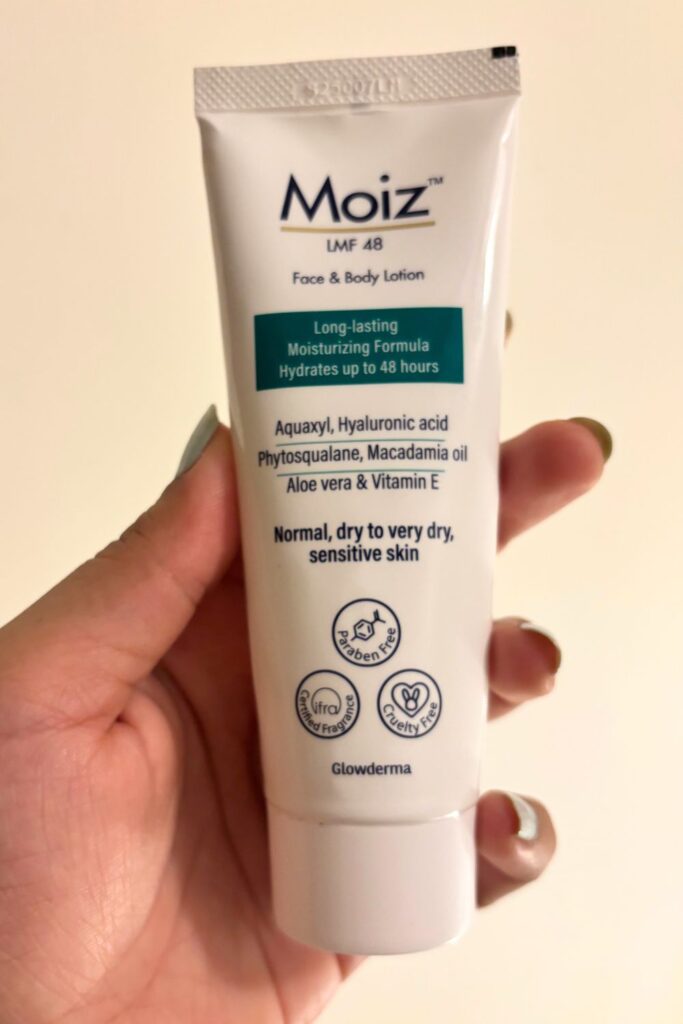 Moiz™
LMF 48
Face & Body Lotion
Long-lasting
Moisturizing Formula
Hydrates up to 48 hours
Aquaxyl, Hyaluronic acid
Phytosqualane, Macadamia oil
Aloe vera & Vitamin E
Normal, dry to very dry,
sensitive skin
Paraben Free
ifra
Certified Fragrance
Cruelty Free
Glowderma